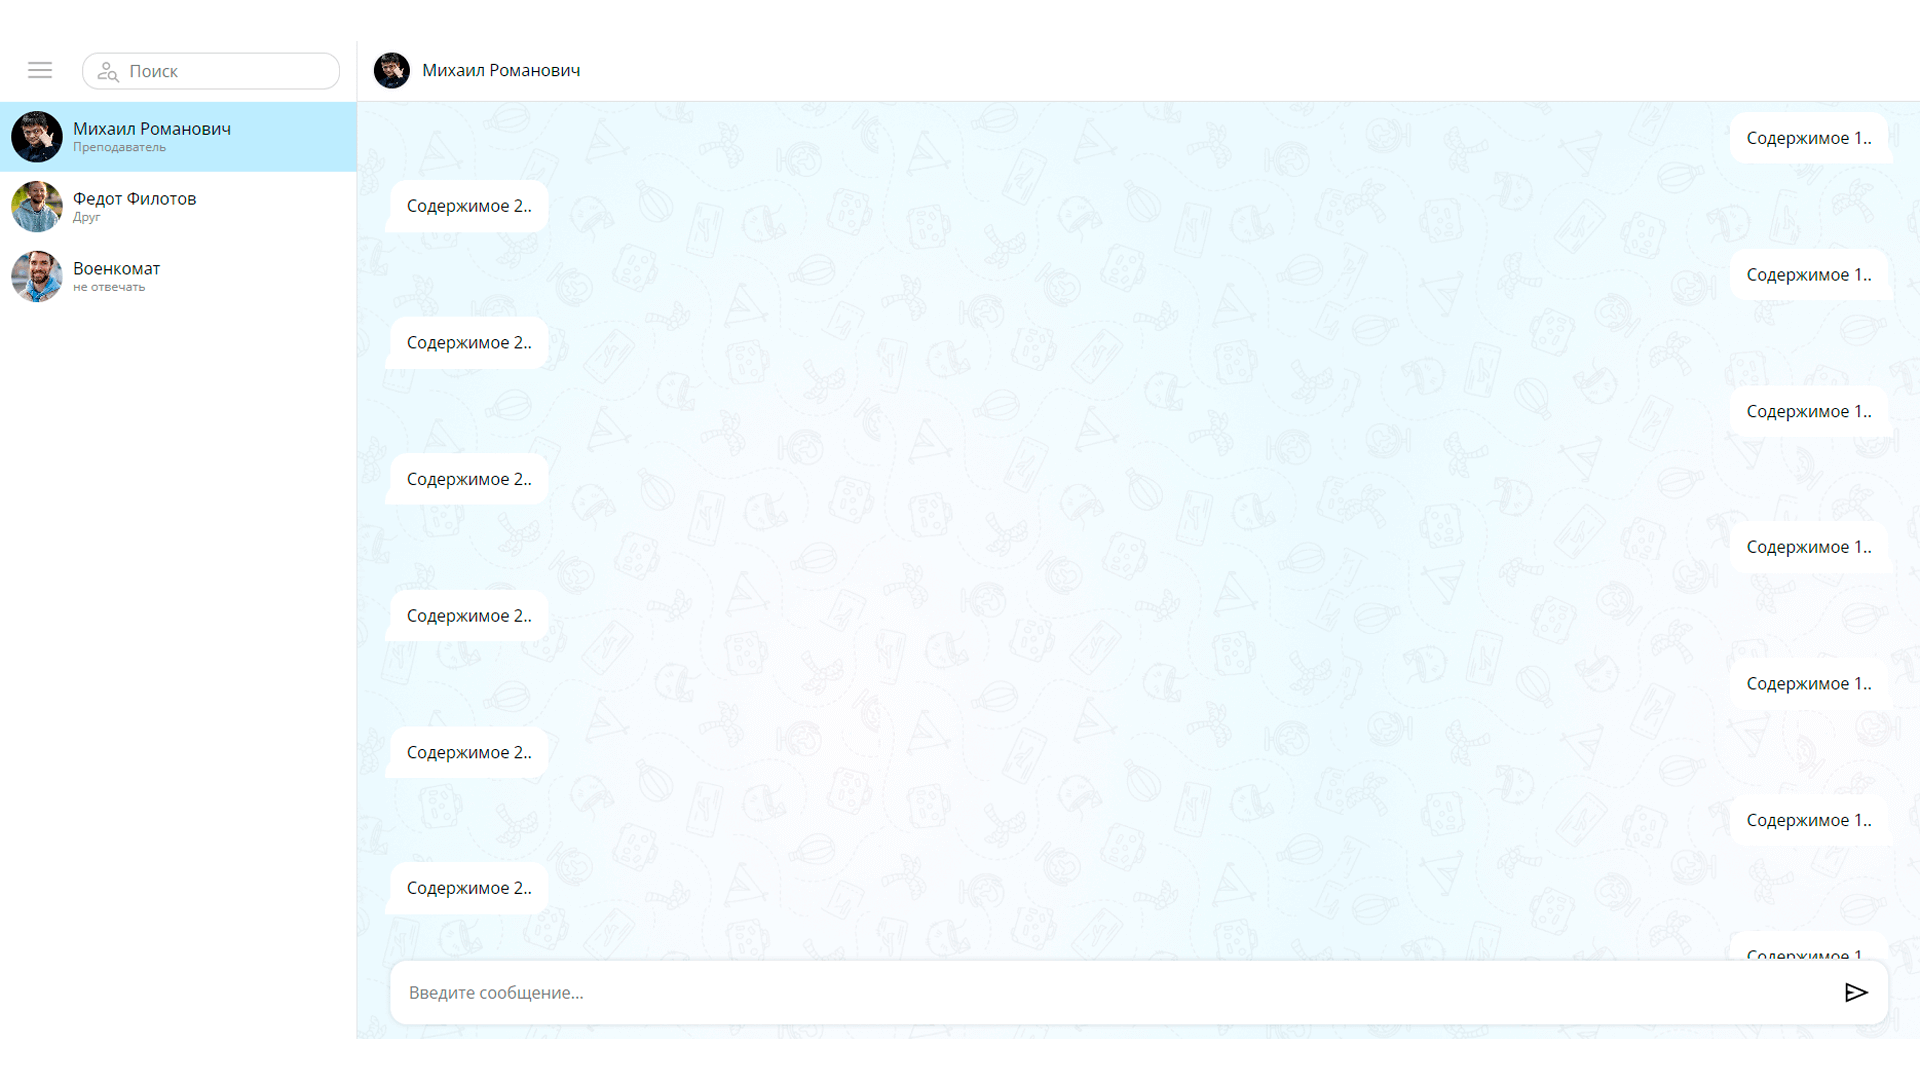 Поиск
Михаил Романович
Преподаватель
Федот Филотов
Друг
Военкомат
не отвечать
Михаил Романович
Содержимое 1..
Содержимое 2..
Содержимое 1..
Содержимое 2..
Содержимое 1..
Содержимое 2..
Содержимое 1..
Содержимое 2..
Содержимое 1..
Содержимое 2..
Содержимое 1..
Содержимое 2..
Содержимое 1..
Введите сообщение...